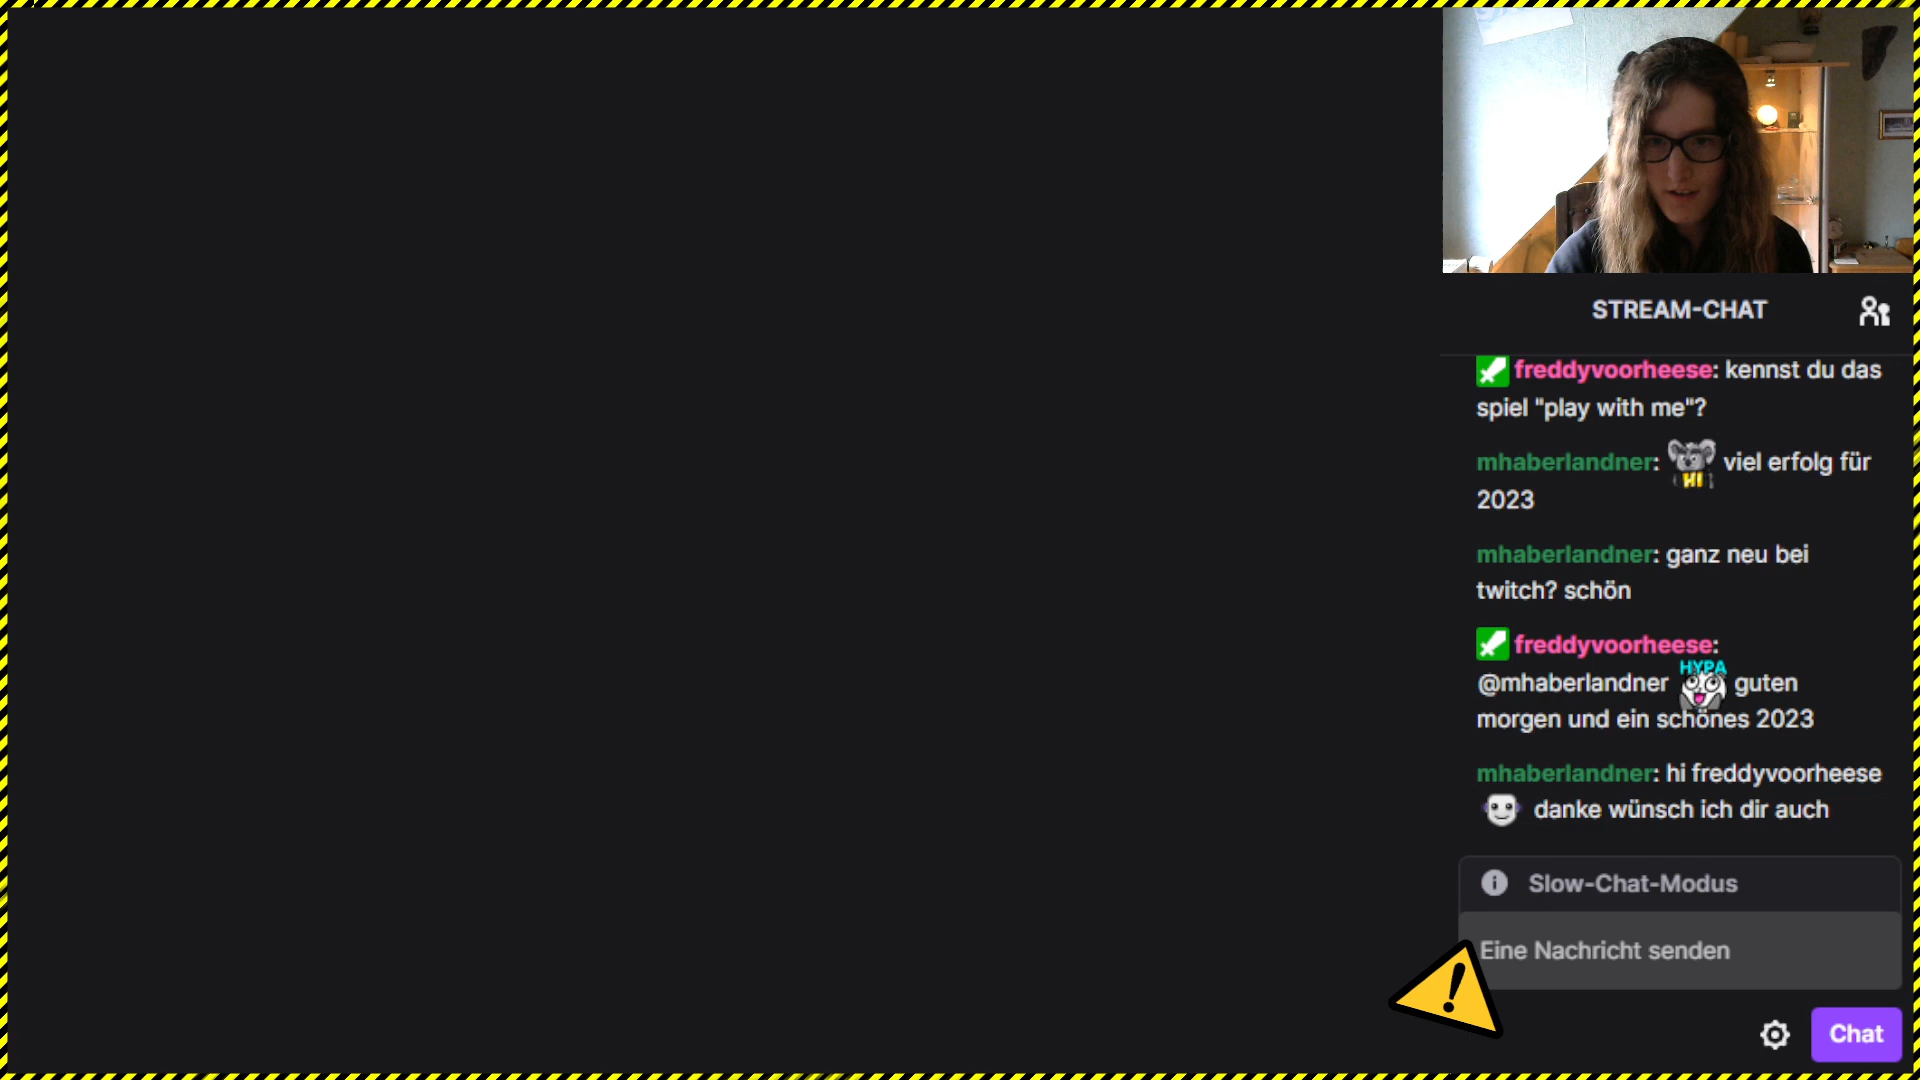 STREAM-CHAT
freddyvoorheese: kennst du das
spiel "play with me"?
mhaberlandner: HI viel erfolg für
2023
mhaberlandner: ganz neu bei
twitch? schön
freddyvoorheese:
@mhaberlandner HYPA guten
morgen und ein schönes 2023
mhaberlandner: hi freddyvoorheese
danke wünsch ich dir auch
Slow-Chat-Modus
Eine Nachricht senden
Chat